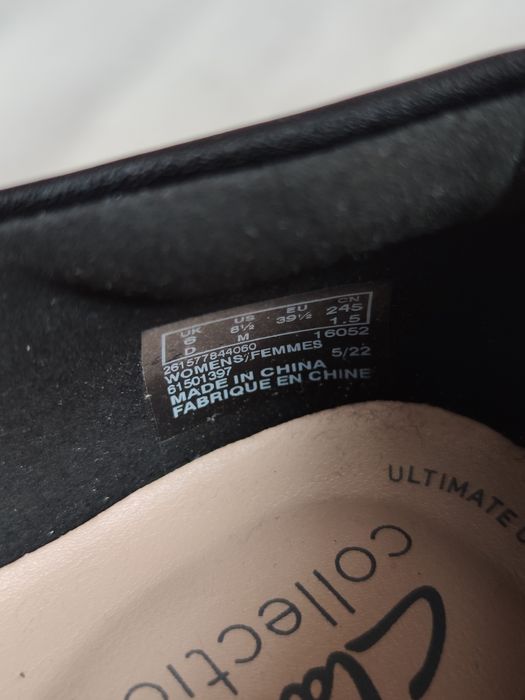 UK US EU CN
6 8½ 39½ 245
D M 1.5
261577844060 16052
WOMENS/FEMMES
61501397 5/22
MADE IN CHINA
FABRIQUE EN CHINE
ULTIMATE
Cla
collectio